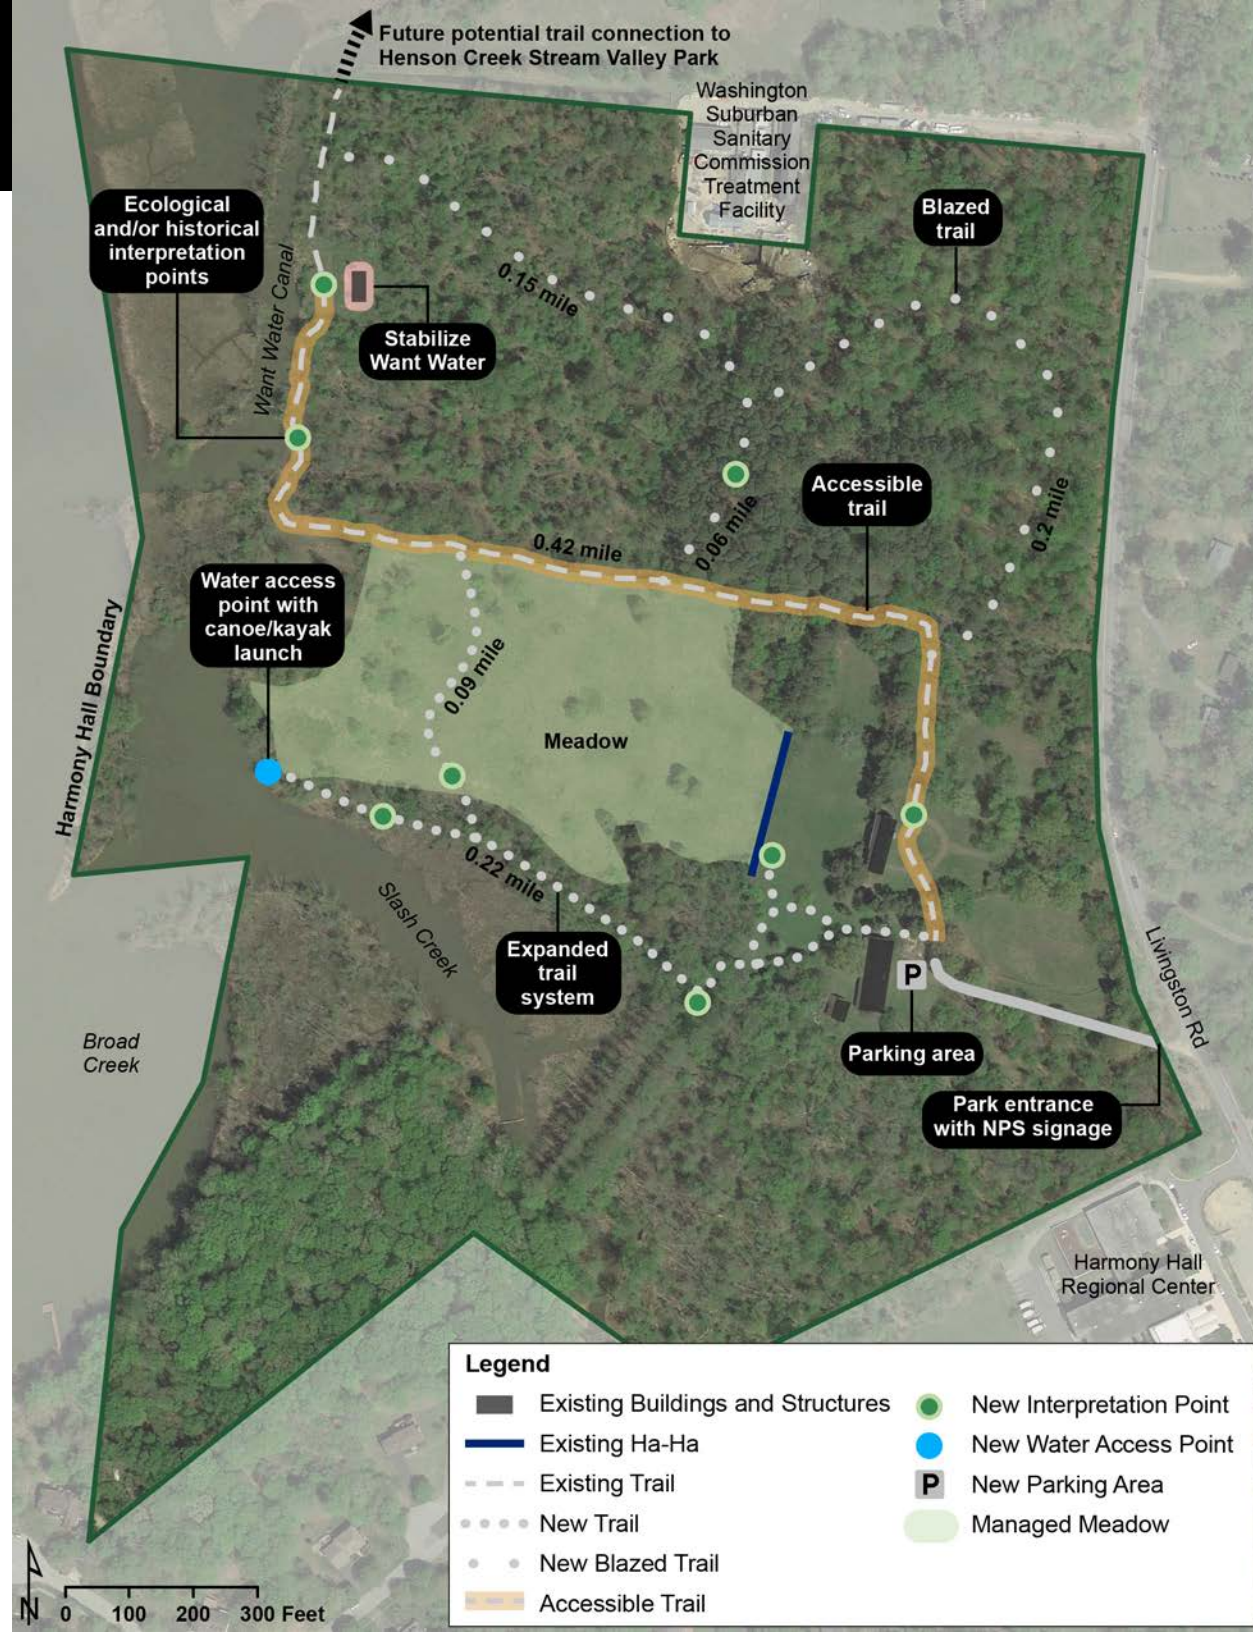 Future potential trail connection to
Henson Creek Stream Valley Park
Washington
Suburban
Sanitary
Commission
Treatment
Facility
Ecological
and/or historical
interpretation
points
Blazed
trail
Want Water Canal
0.15 mile
Stabilize
Want Water
Accessible
trail
0.06 mile
0.2 mile
0.42 mile
Water access
point with
canoe/kayak
launch
Harmony Hall Boundary
0.09 mile
Meadow
0.22 mile
Slash Creek
Expanded
trail
system
P
Livingston Rd
Broad
Creek
Parking area
Park entrance
with NPS signage
Harmony Hall
Regional Center
Legend
Existing Buildings and Structures
Existing Ha-Ha
Existing Trail
New Trail
New Blazed Trail
Accessible Trail
New Interpretation Point
New Water Access Point
P New Parking Area
Managed Meadow
N
0 100 200 300 Feet